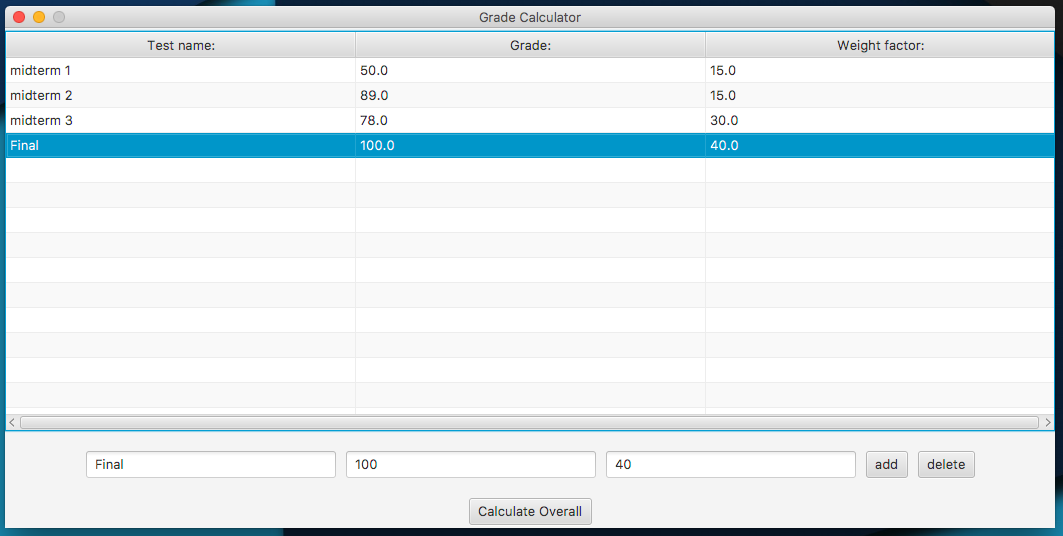 Grade Calculator
Test name: Grade: Weight factor:
midterm 1 50.0 15.0
midterm 2 89.0 15.0
midterm 3 78.0 30.0
Final 100.0 40.0
Final 100 40 add delete
Calculate Overall